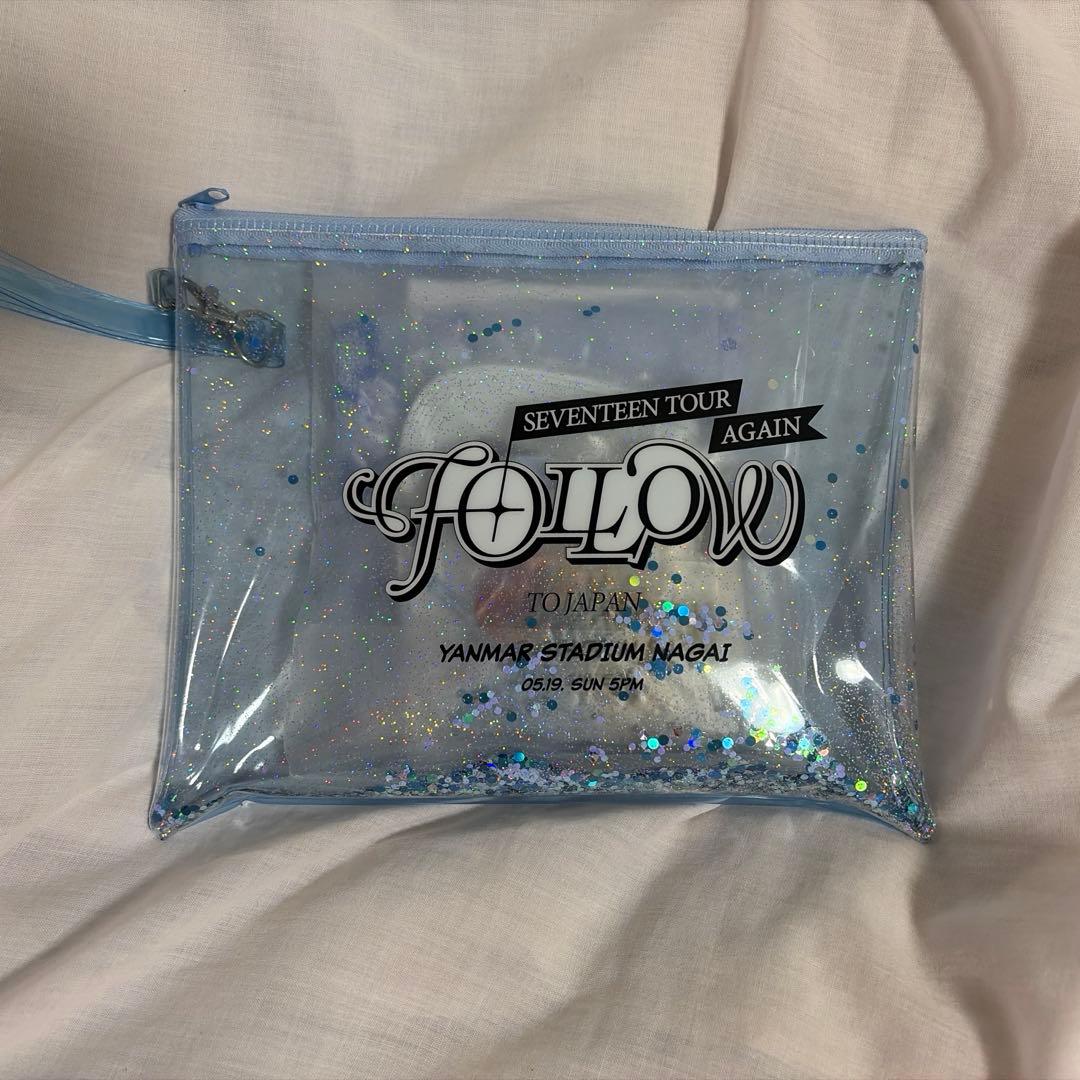 SEVENTEEN TOUR
AGAIN
FOLLOW
TO JAPAN
YANMAR STADIUM NAGAI
05.19. SUN 5PM